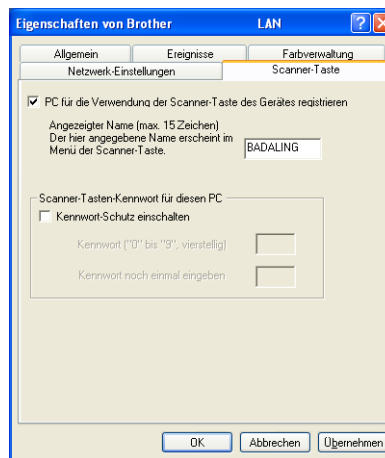 Eigenschaften von Brother LAN
Allgemein Ereignisse Farbverwaltung
Netzwerk-Einstellungen Scanner-Taste
PC für die Verwendung der Scanner-Taste des Gerätes registrieren
Angezeigter Name (max. 15 Zeichen)
Der hier angegebene Name erscheint im
Menü der Scanner-Taste.
BADALING
Scanner-Tasten-Kennwort für diesen PC
Kennwort-Schutz einschalten
Kennwort ("0" bis "9", vierstellig)
Kennwort noch einmal eingeben
OK Abbrechen Übernehmen